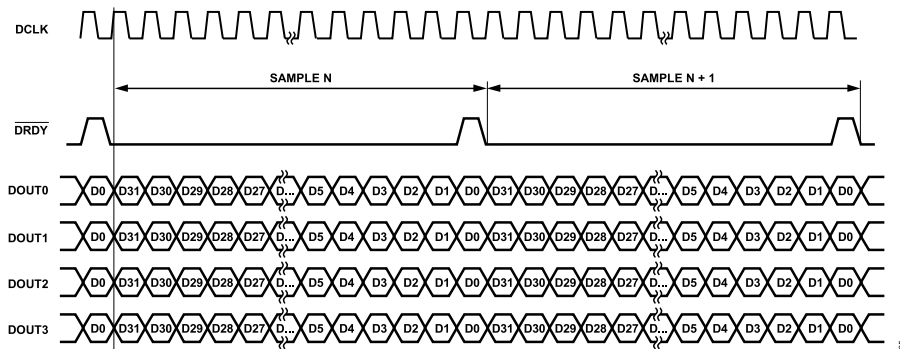 DCLK
SAMPLE N SAMPLE N + 1
DRDY
DOUT0 D0 D31 D30 D29 D28 D27 D... D5 D4 D3 D2 D1 D0 D31 D30 D29 D28 D27 D... D5 D4 D3 D2 D1 D0
DOUT1 D0 D31 D30 D29 D28 D27 D... D5 D4 D3 D2 D1 D0 D31 D30 D29 D28 D27 D... D5 D4 D3 D2 D1 D0
DOUT2 D0 D31 D30 D29 D28 D27 D... D5 D4 D3 D2 D1 D0 D31 D30 D29 D28 D27 D... D5 D4 D3 D2 D1 D0
DOUT3 D0 D31 D30 D29 D28 D27 D... D5 D4 D3 D2 D1 D0 D31 D30 D29 D28 D27 D... D5 D4 D3 D2 D1 D0